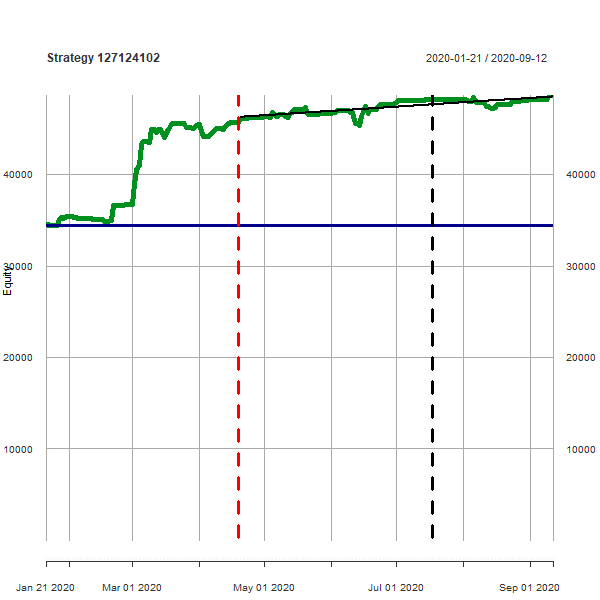 Strategy 127124102
2020-01-21 / 2020-09-12
40000
40000
30000
30000
Equity
20000
20000
10000
10000
Jan 21 2020
Mar 01 2020
May 01 2020
Jul 01 2020
Sep 01 2020